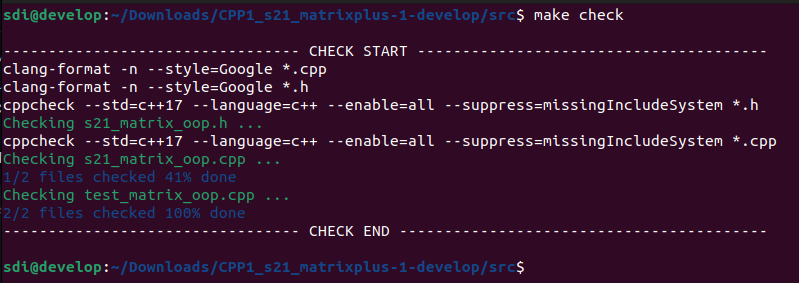 sdi@develop:~/Downloads/CPP1_s21_matrixplus-1-develop/src$ make check
--------------------------------- CHECK START ---------------------------------------
clang-format -n --style=Google *.cpp
clang-format -n --style=Google *.h
cppcheck --std=c++17 --language=c++ --enable=all --suppress=missingIncludeSystem *.h
Checking s21_matrix_oop.h ...
cppcheck --std=c++17 --language=c++ --enable=all --suppress=missingIncludeSystem *.cpp
Checking s21_matrix_oop.cpp ...
1/2 files checked 41% done
Checking test_matrix_oop.cpp ...
2/2 files checked 100% done
--------------------------------- CHECK END -----------------------------------------
sdi@develop:~/Downloads/CPP1_s21_matrixplus-1-develop/src$